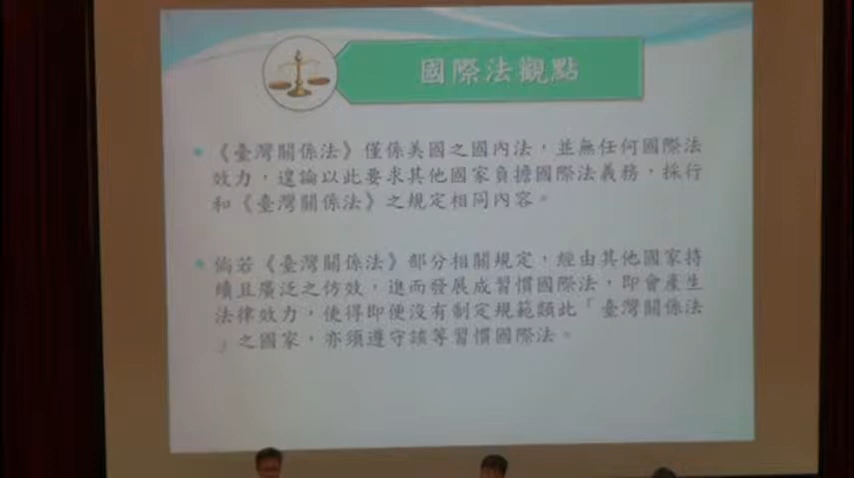 國際法觀點
《臺灣關係法》僅係美國之國內法，並無任何國際法
效力，遑論以此要求其他國家負擔國際法義務，採行
和《臺灣關係法》之規定相同內容。
倘若《臺灣關係法》部分相關規定，經由其他國家持
續且廣泛之仿效，進而發展成習慣國際法，即會產生
法律效力，使得即便沒有制定規範類此「臺灣關係法
」之國家，亦須遵守該等習慣國際法。